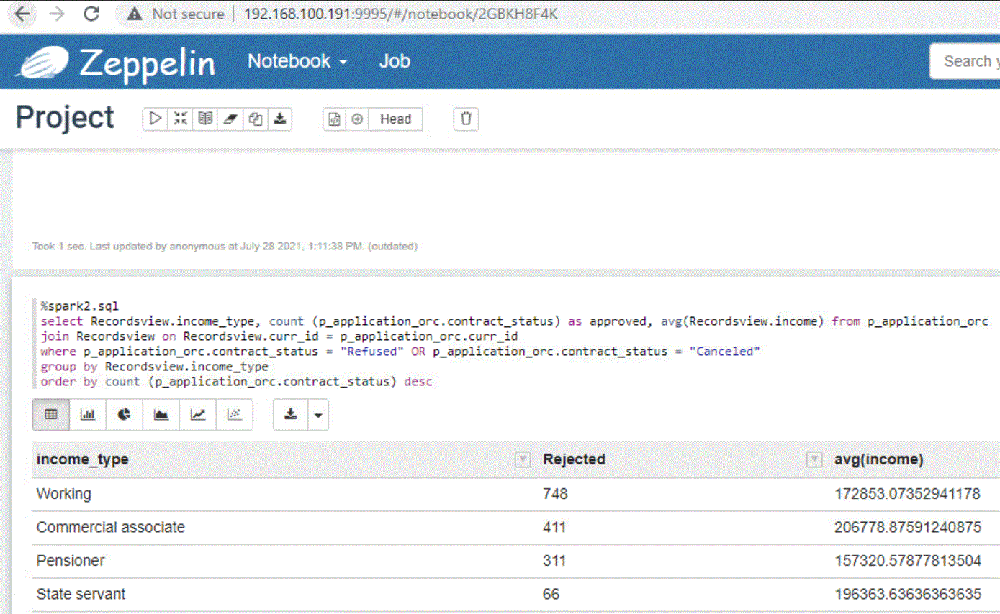 Not secure | 192.168.100.191:9995/#/notebook/2GBKH8F4K
Zeppelin Notebook Job Search
Project Head
Took 1 sec. Last updated by anonymous at July 28 2021, 1:11:38 PM. (outdated)
%spark2.sql
select Recordsview.income_type, count (p_application_orc.contract_status) as approved, avg(Recordsview.income) from p_application_orc
join Recordsview on Recordsview.curr_id = p_application_orc.curr_id
where p_application_orc.contract_status = "Refused" OR p_application_orc.contract_status = "Canceled"
group by Recordsview.income_type
order by count (p_application_orc.contract_status) desc
income_type Rejected avg(income)
Working 748 172853.07352941178
Commercial associate 411 206778.87591240875
Pensioner 311 157320.57877813504
State servant 66 196363.63636363635